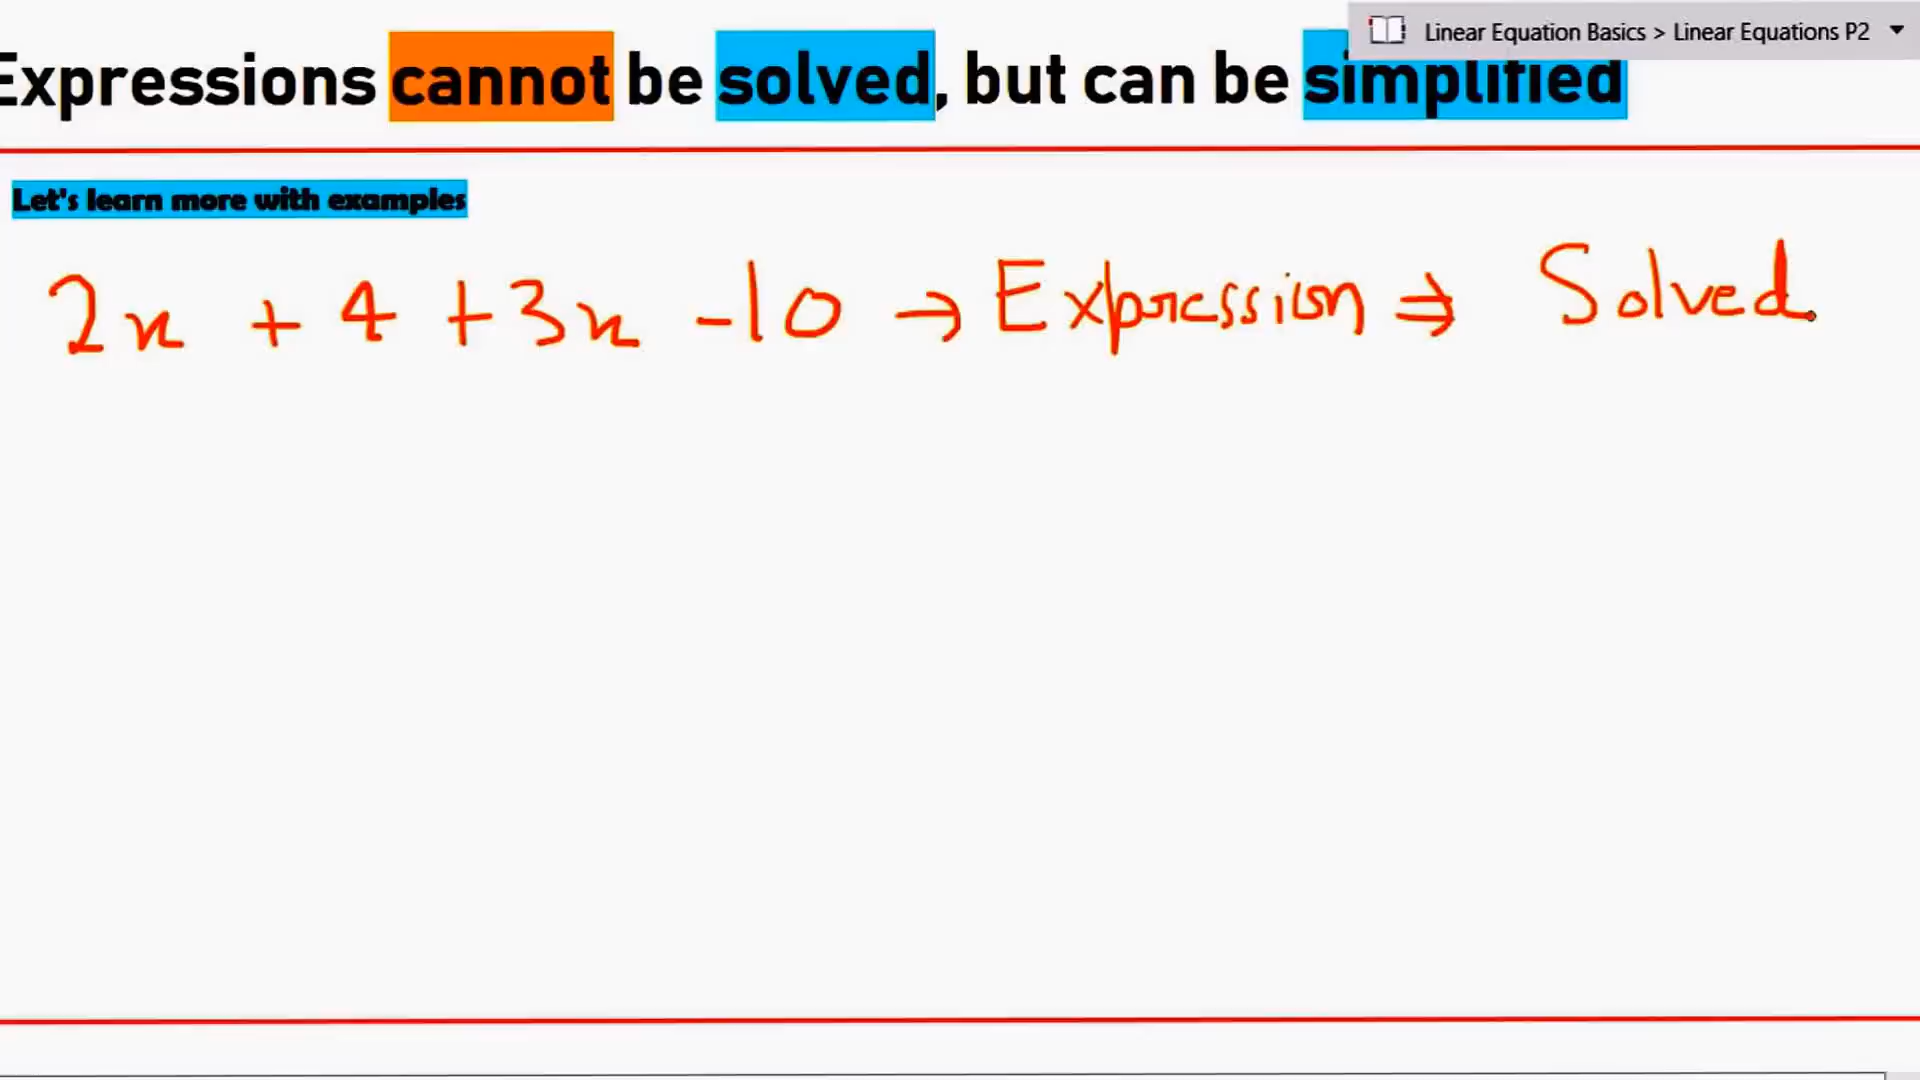 Linear Equation Basics > Linear Equations P2
Expressions cannot be solved, but can be simplified
Let's learn more with examples
2x + 4 + 3x - 10 → Expression ⇒ Solved